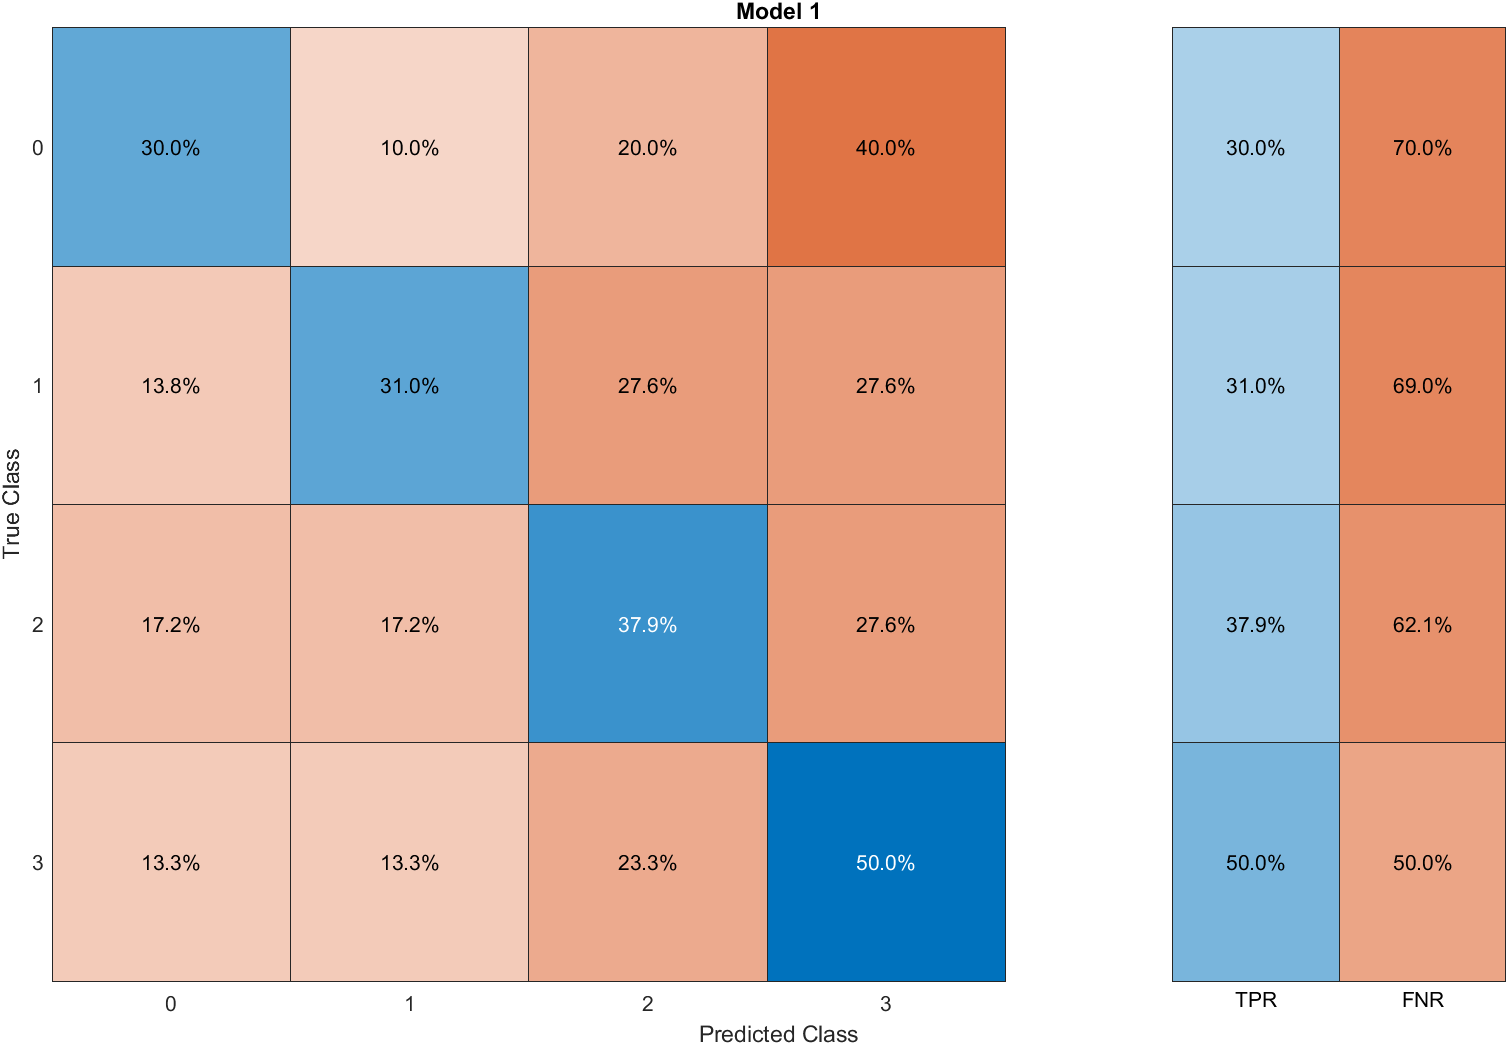 Model 1
0 30.0% 10.0% 20.0% 40.0% 30.0% 70.0%
1 13.8% 31.0% 27.6% 27.6% 31.0% 69.0%
True Class
2 17.2% 17.2% 37.9% 27.6% 37.9% 62.1%
3 13.3% 13.3% 23.3% 50.0% 50.0% 50.0%
0 1 2 3 TPR FNR
Predicted Class